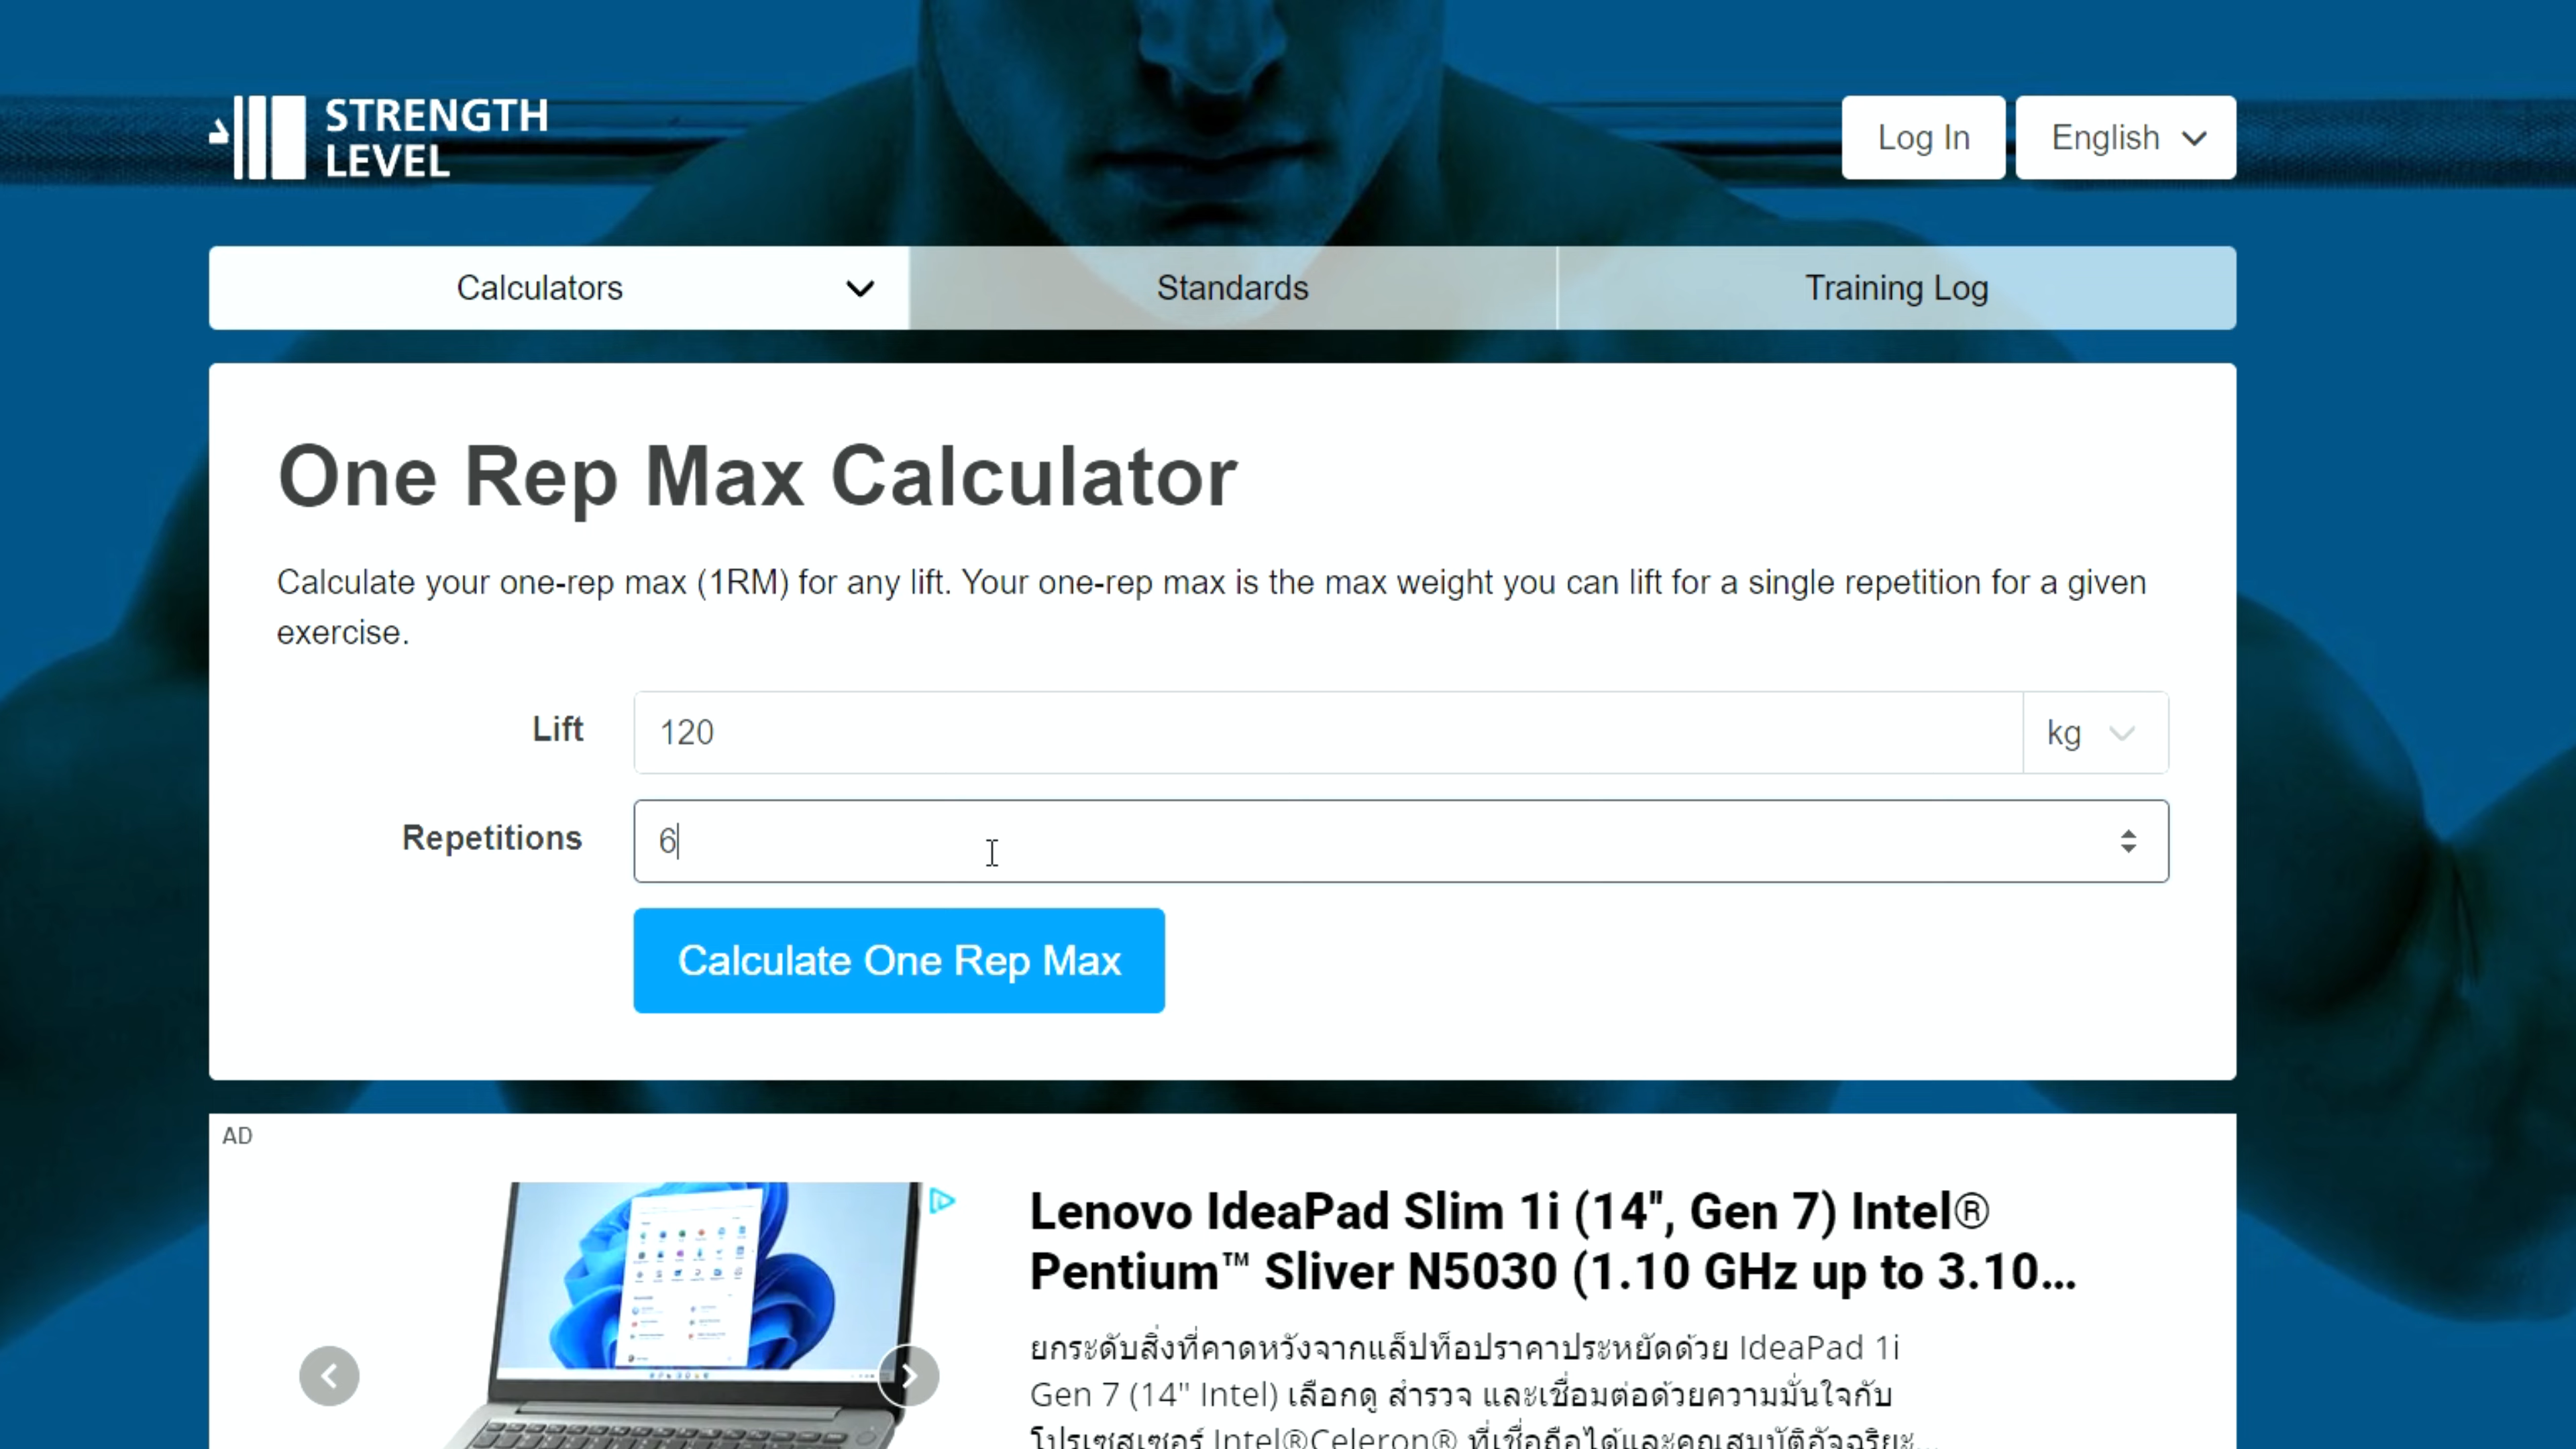 STRENGTH
LEVEL
Log In
English
Calculators
Standards
Training Log
One Rep Max Calculator
Calculate your one-rep max (1RM) for any lift. Your one-rep max is the max weight you can lift for a single repetition for a given
exercise.
Lift
120
kg
Repetitions
6
Calculate One Rep Max
AD
Lenovo IdeaPad Slim 1i (14", Gen 7) Intel®
Pentium™ Sliver N5030 (1.10 GHz up to 3.10...
ยกระดับสิ่งที่คาดหวังจากแล็ปท็อปราคาประหยัดด้วย IdeaPad 1i
Gen 7 (14" Intel) เลือกดู สำรวจ และเชื่อมต่อด้วยความมั่นใจกับ
โปรเซสเซอร์ Intel®Celeron® ที่เชื่อถือได้และคุณสมบัติอัจฉริยะ...